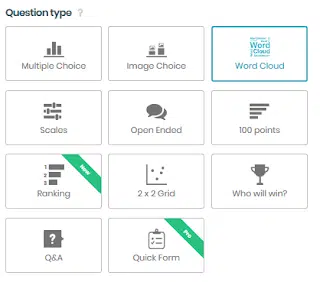 Question type ?
Multiple Choice
Image Choice
Word Cloud
Word Cloud
Scales
Open Ended
100 points
1 2 3
Ranking
New
2 x 2 Grid
Who will win?
?
Q&A
Quick Form
Pro